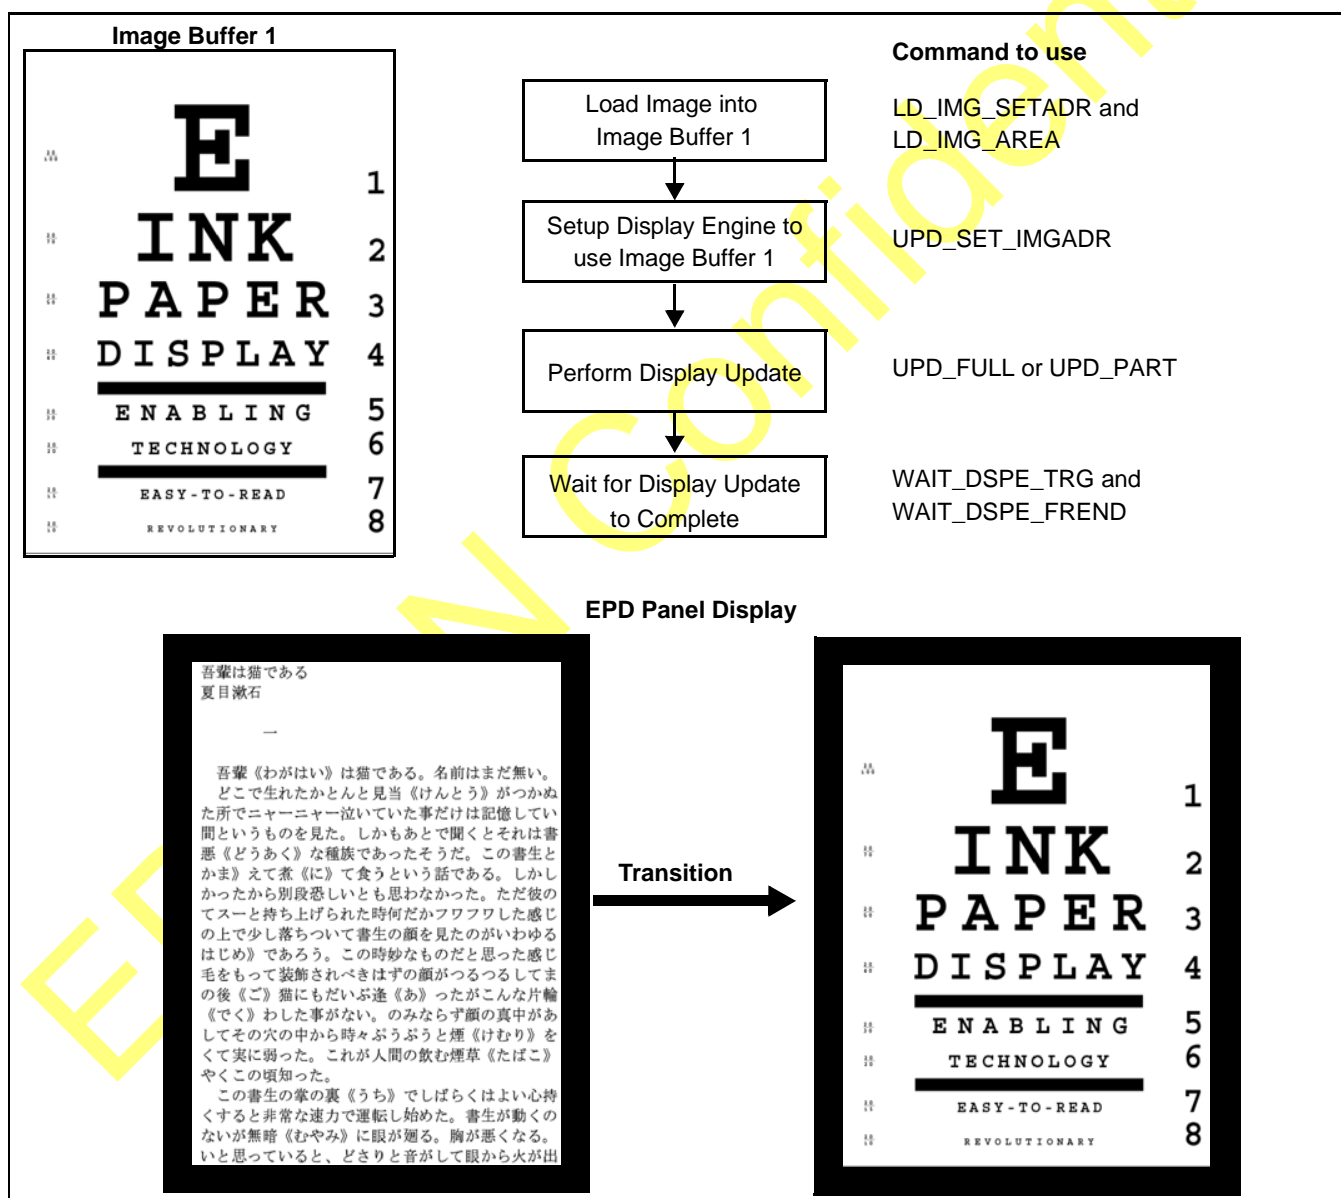 Image Buffer 1
E
1
INK
2
PAPER
3
DISPLAY
4
ENABLING
5
TECHNOLOGY
6
EASY-TO-READ
7
REVOLUTIONARY
8
Command to use
Load Image into
Image Buffer 1
LD_IMG_SETADR and
LD_IMG_AREA
Setup Display Engine to
use Image Buffer 1
UPD_SET_IMGADR
Perform Display Update
UPD_FULL or UPD_PART
Wait for Display Update
to Complete
WAIT_DSPE_TRG and
WAIT_DSPE_FREND
EPD Panel Display
吾輩は猫である
夏目漱石
一
吾輩《わがはい》は猫である。名前はまだ無い。
どこで生れたかとんと見当《けんとう》がつかぬ
た所でニャーニャー泣いていた事だけは記憶してい
間というものを見た。しかもあとで聞くとそれは書
悪《どうあく》な種族であったそうだ。この書生と
かま》えて煮《に》て食うという話である。しかし
かったから別段恐しいとも思わなかった。ただ彼の
てスーと持ち上げられた時何だかフワフワした感じ
の上で少し落ちついて書生の顔を見たのがいわゆる
はじめ》であろう。この時妙なものだと思った感じ
毛をもって装飾されべきはずの顔がつるつるしてま
の後《ご》猫にもだいぶ逢《あ》ったがこんな片輪
《でく》わした事がない。のみならず顔の真中があ
してその穴の中から時々ぷうぷうと煙《けむり》を
くて実に弱った。これが人間の飲む煙草《たばこ》
やくこの頃知った。
この書生の掌の裏《うち》でしばらくはよい心持
くすると非常な速力で運転し始めた。書生が動くの
ないが無暗《むやみ》に眼が廻る。胸が悪くなる。
いと思っていると、どさりと音がして眼から火が出
Transition
E
1
INK
2
PAPER
3
DISPLAY
4
ENABLING
5
TECHNOLOGY
6
EASY-TO-READ
7
REVOLUTIONARY
8
Confident